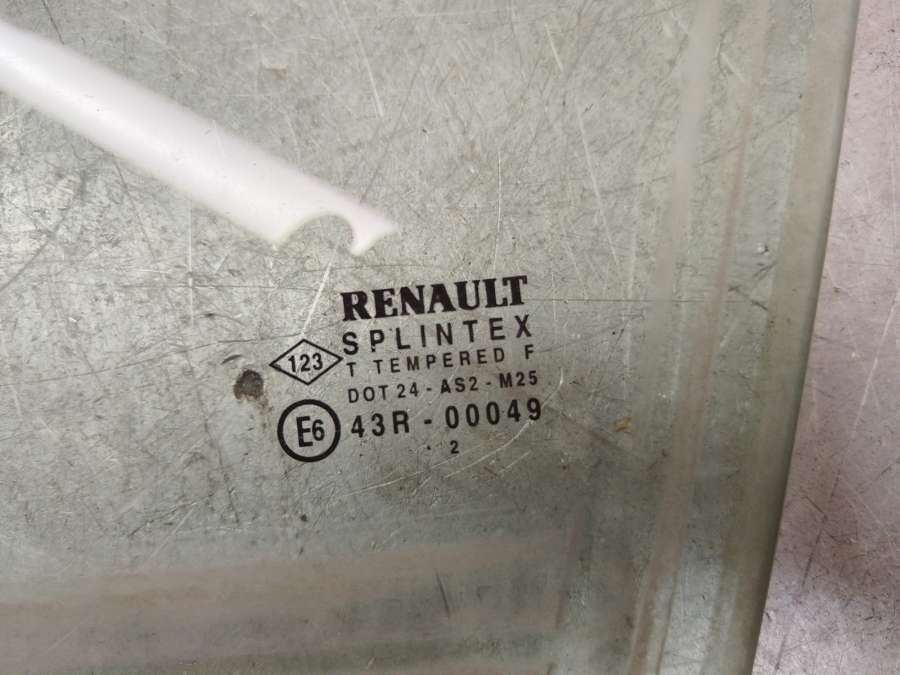 RENAULT
SPLINTEX
123
T TEMPERED F
DOT 24 - AS2 - M25
E6 43R - 00049
. 2